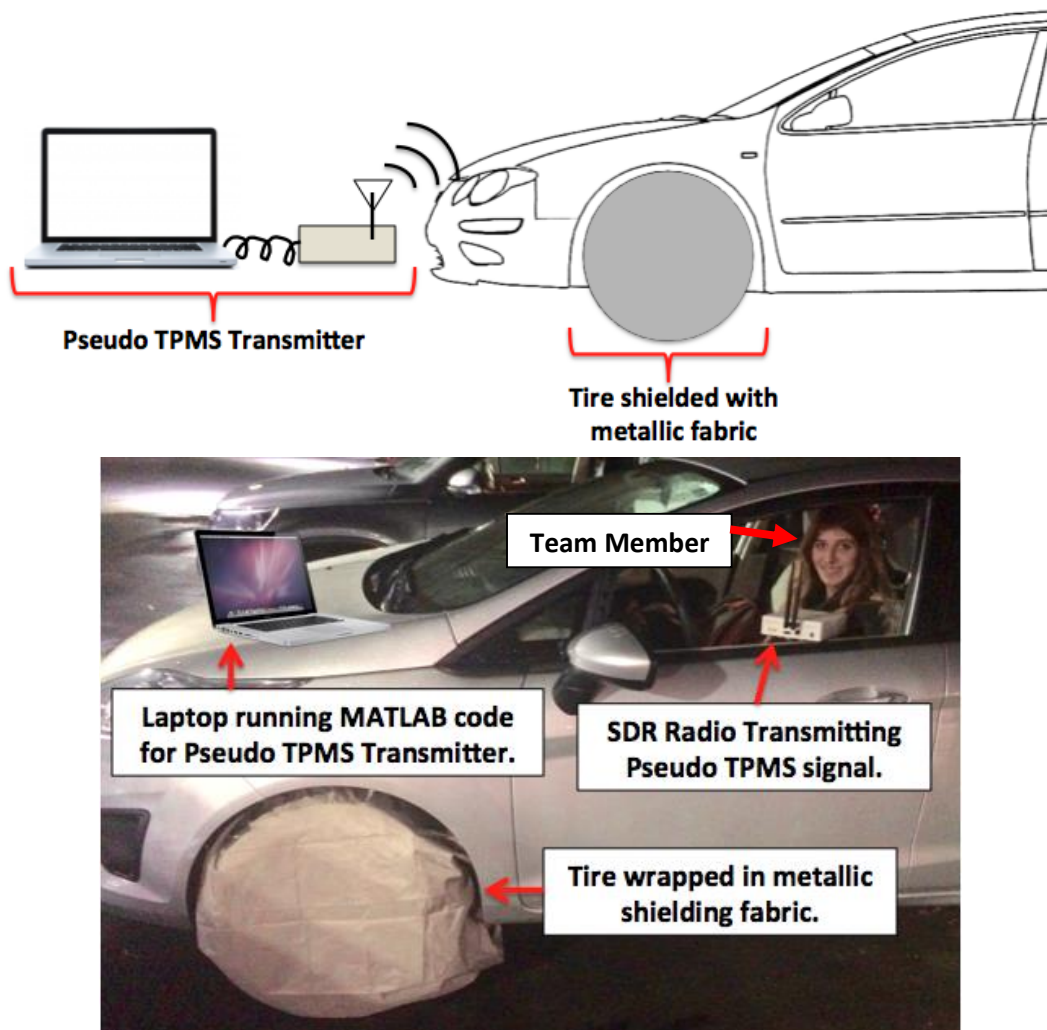 Pseudo TPMS Transmitter
Tire shielded with
metallic fabric
Team Member
Laptop running MATLAB code
for Pseudo TPMS Transmitter.
SDR Radio Transmitting
Pseudo TPMS signal.
Tire wrapped in metallic
shielding fabric.